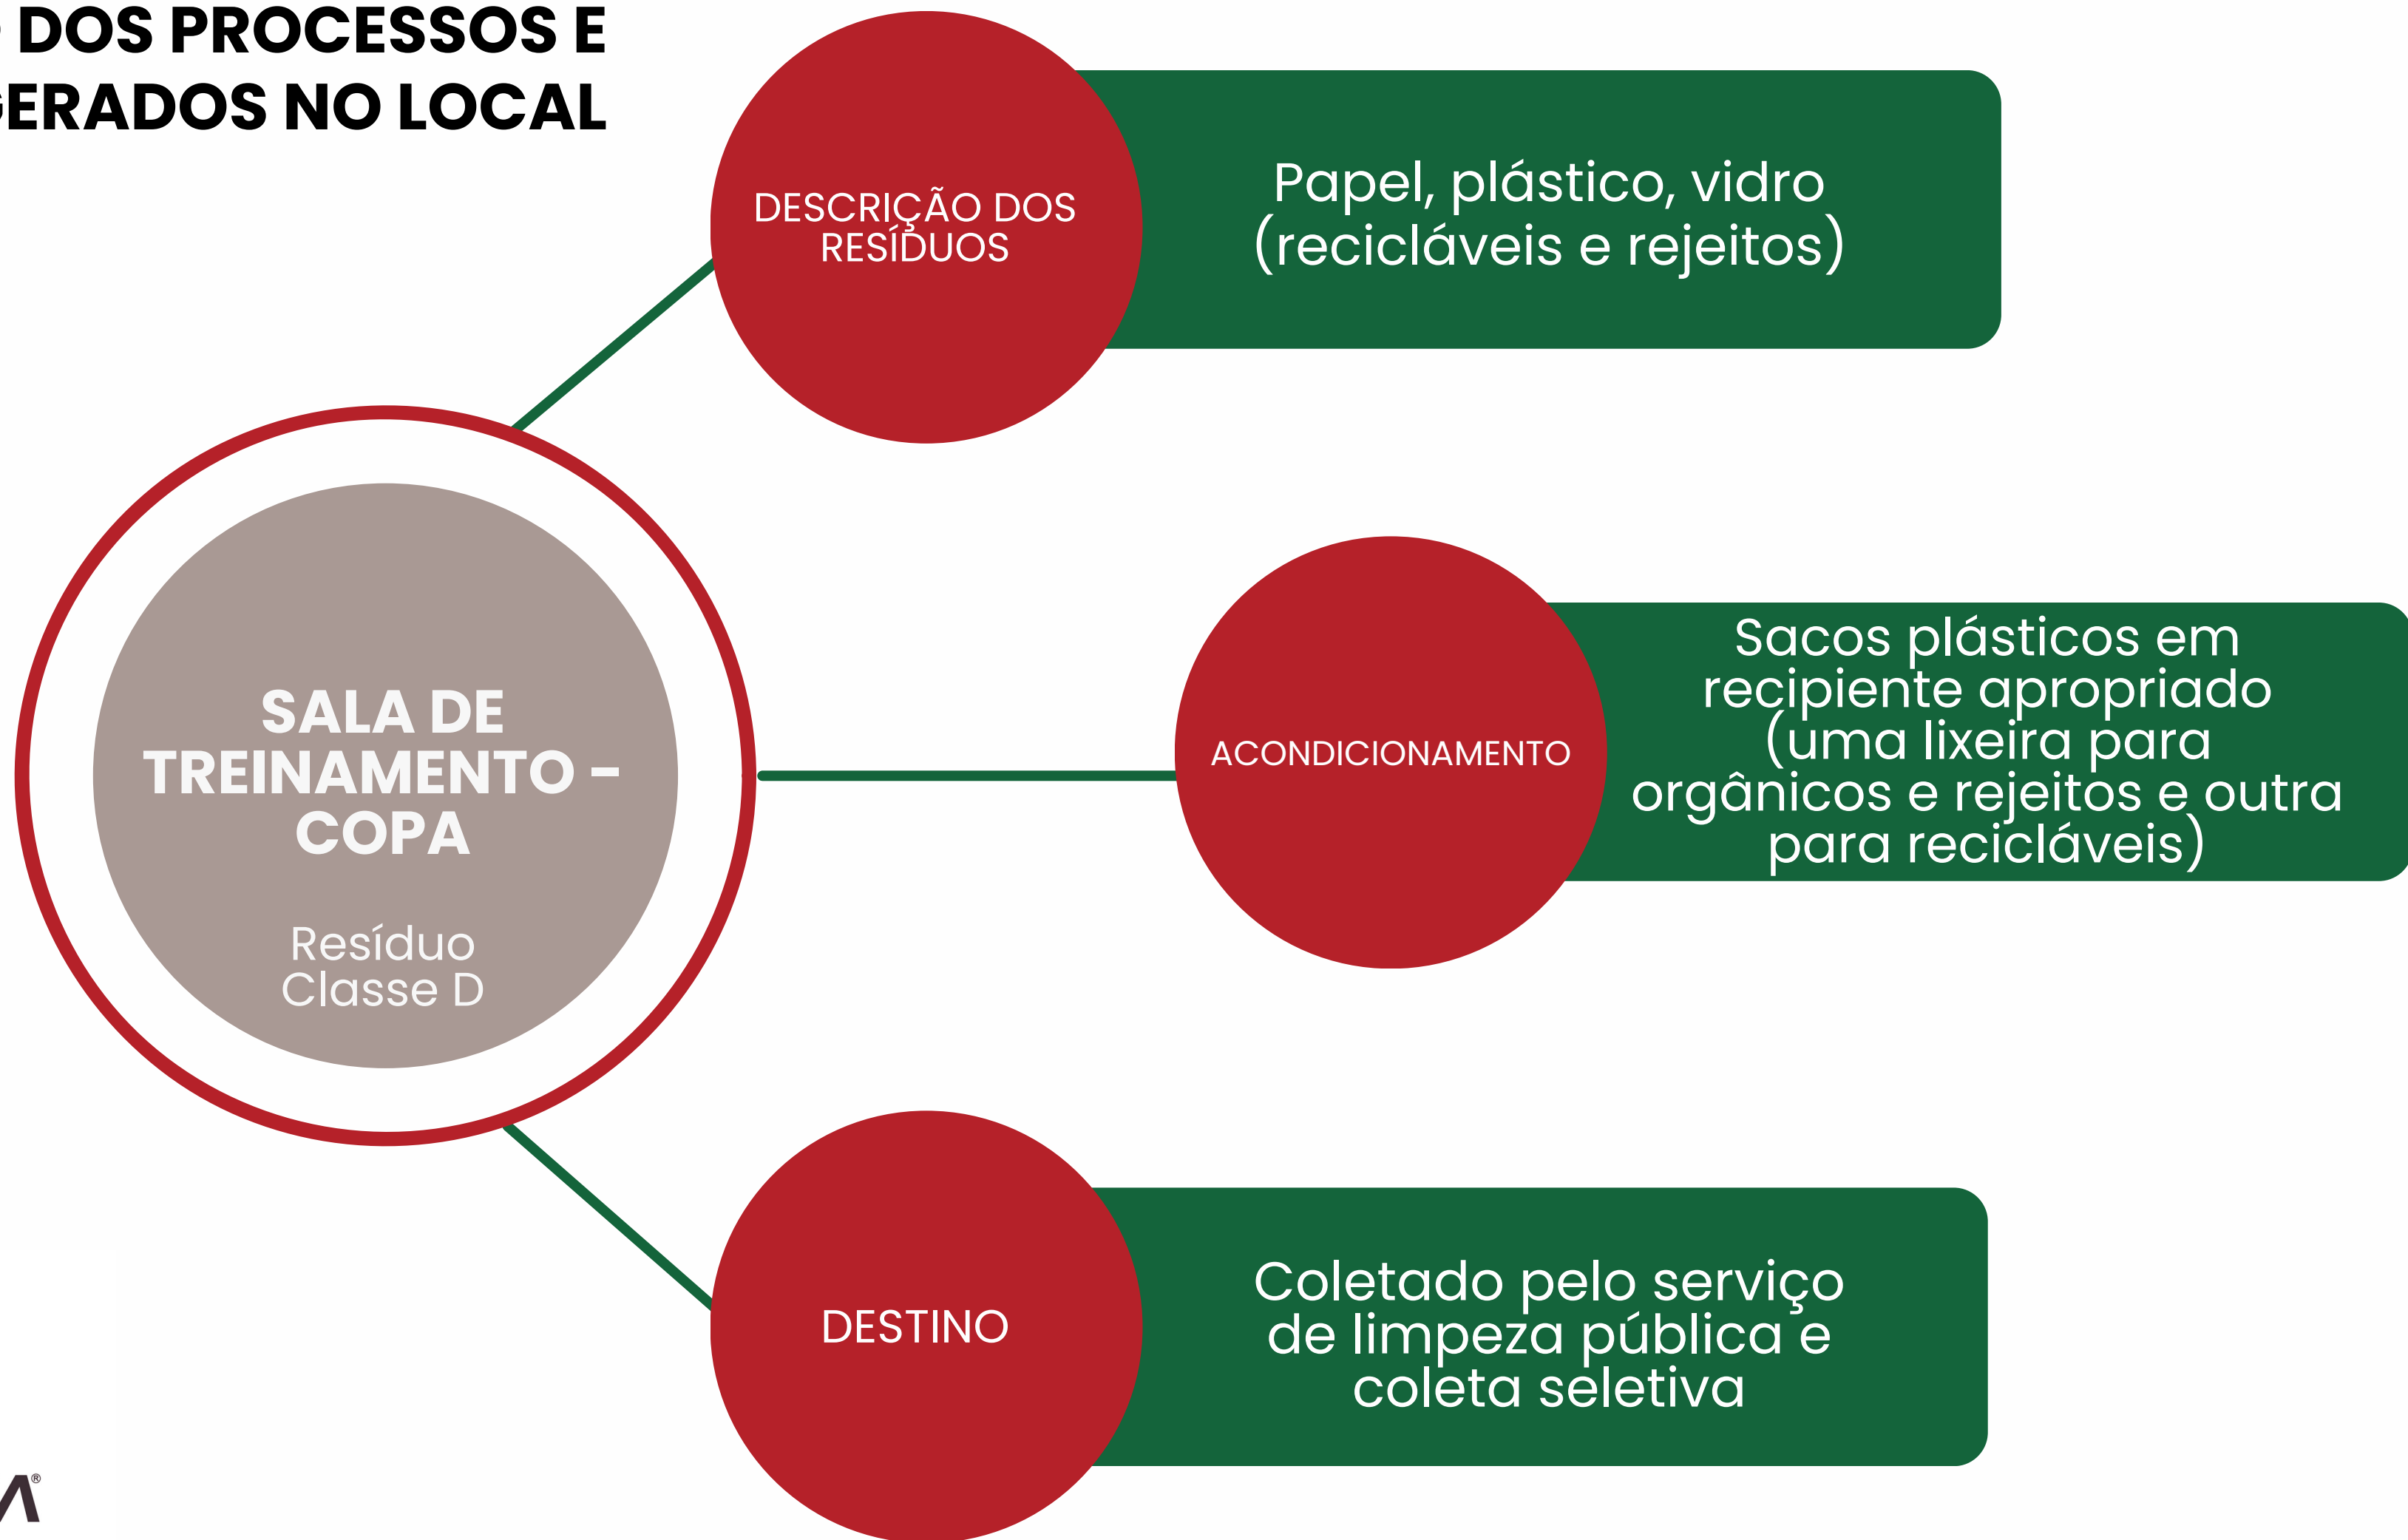 DOS PROCESSOS E
GERADOS NO LOCAL
DESCRIÇÃO DOS
RESÍDUOS
Papel, plástico, vidro
(recicláveis e rejeitos)
SALA DE
TREINAMENTO –
COPA
Resíduo
Classe D
ACONDICIONAMENTO
Sacos plásticos em
recipiente apropriado
(uma lixeira para
orgânicos e rejeitos e outra
para recicláveis)
DESTINO
Coletado pelo serviço
de limpeza pública e
coleta seletiva